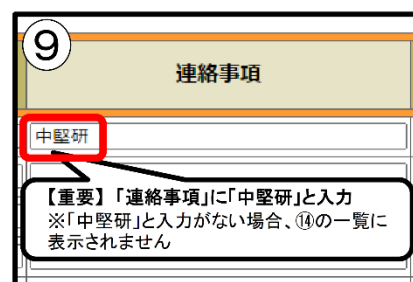 ⑨
連絡事項
中堅研
【重要】「連絡事項」に「中堅研」と入力
※「中堅研」と入力がない場合、⑭の一覧に
表示されません